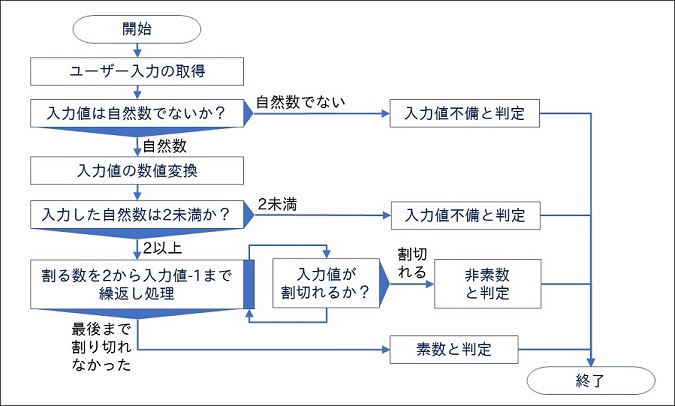 開始
ユーザー入力の取得
入力値は自然数でないか？
自然数でない
入力値不備と判定
自然数
入力値の数値変換
入力した自然数は2未満か？
2未満
入力値不備と判定
2以上
割る数を2から入力値-1まで
繰返し処理
入力値が
割切れるか？
割切
れる
非素数
と判定
最後まで
割り切れ
なかった
素数と判定
終了